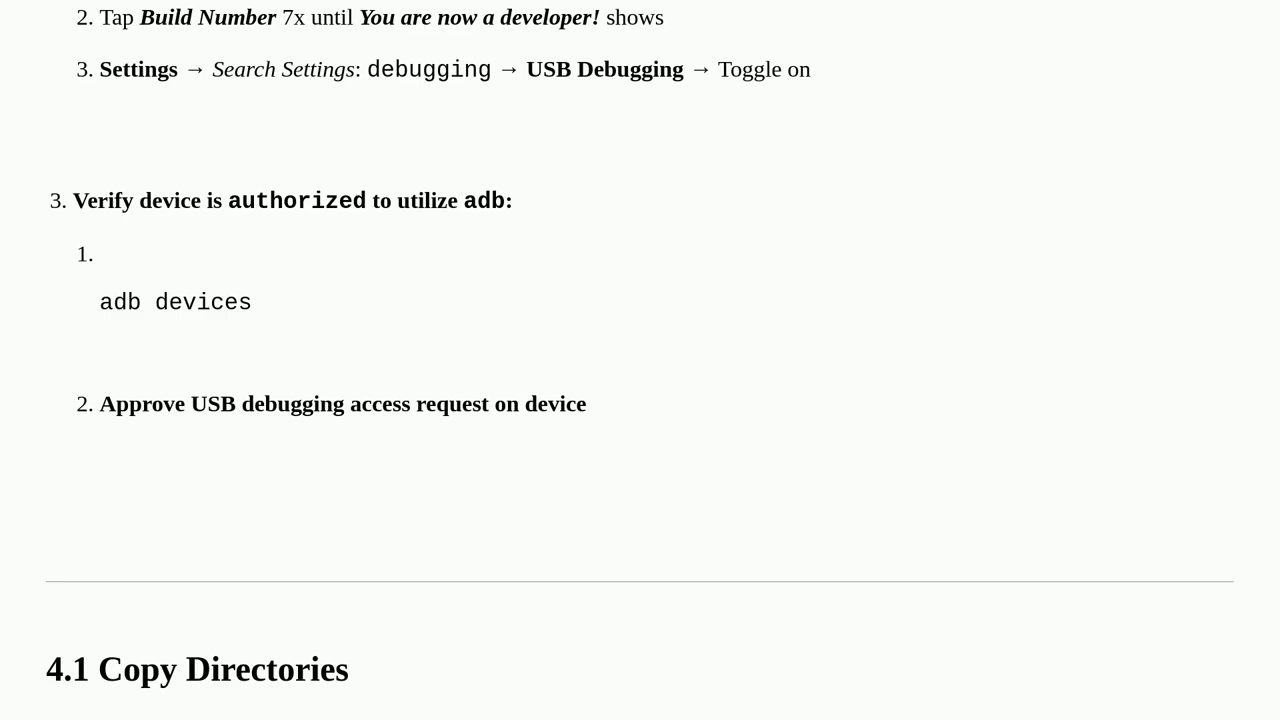 2. Tap Build Number 7x until You are now a developer! shows
3. Settings → Search Settings: debugging → USB Debugging → Toggle on
3. Verify device is authorized to utilize adb:
1.
adb devices
2. Approve USB debugging access request on device
4.1 Copy Directories